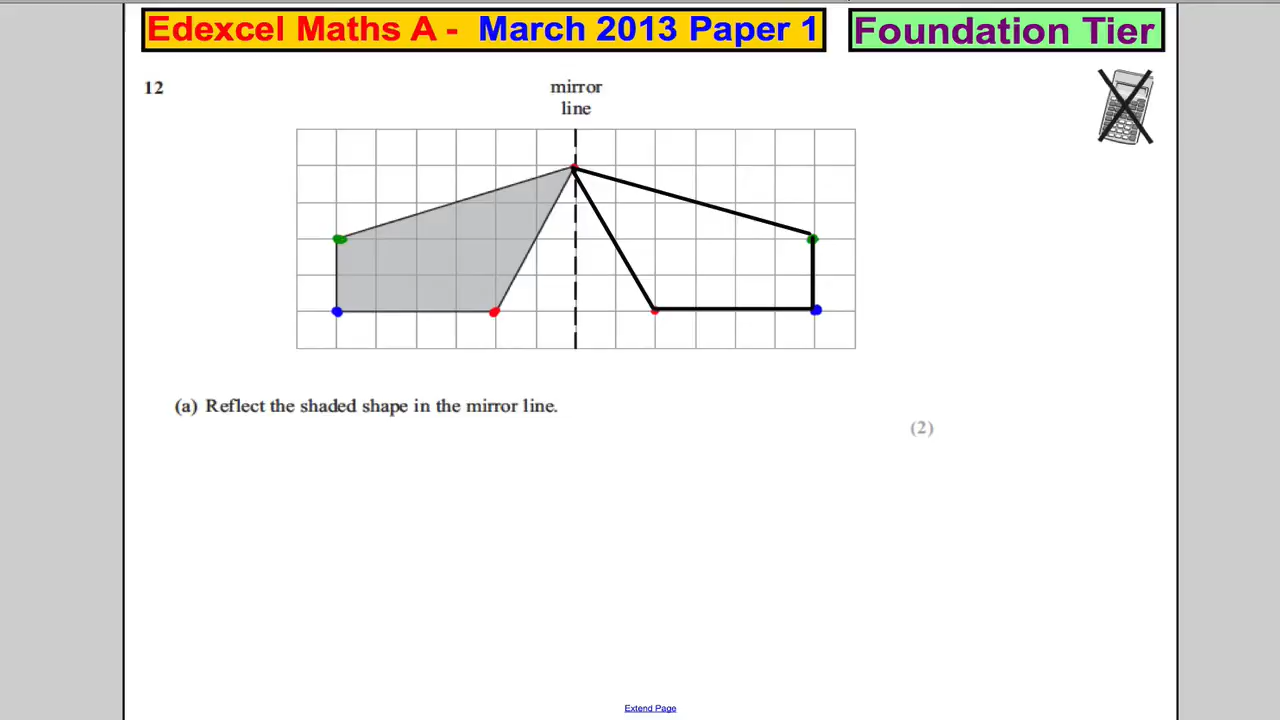 Edexcel Maths A - March 2013 Paper 1
Foundation Tier
12
mirror
line
(a) Reflect the shaded shape in the mirror line.
(2)
Extend Page